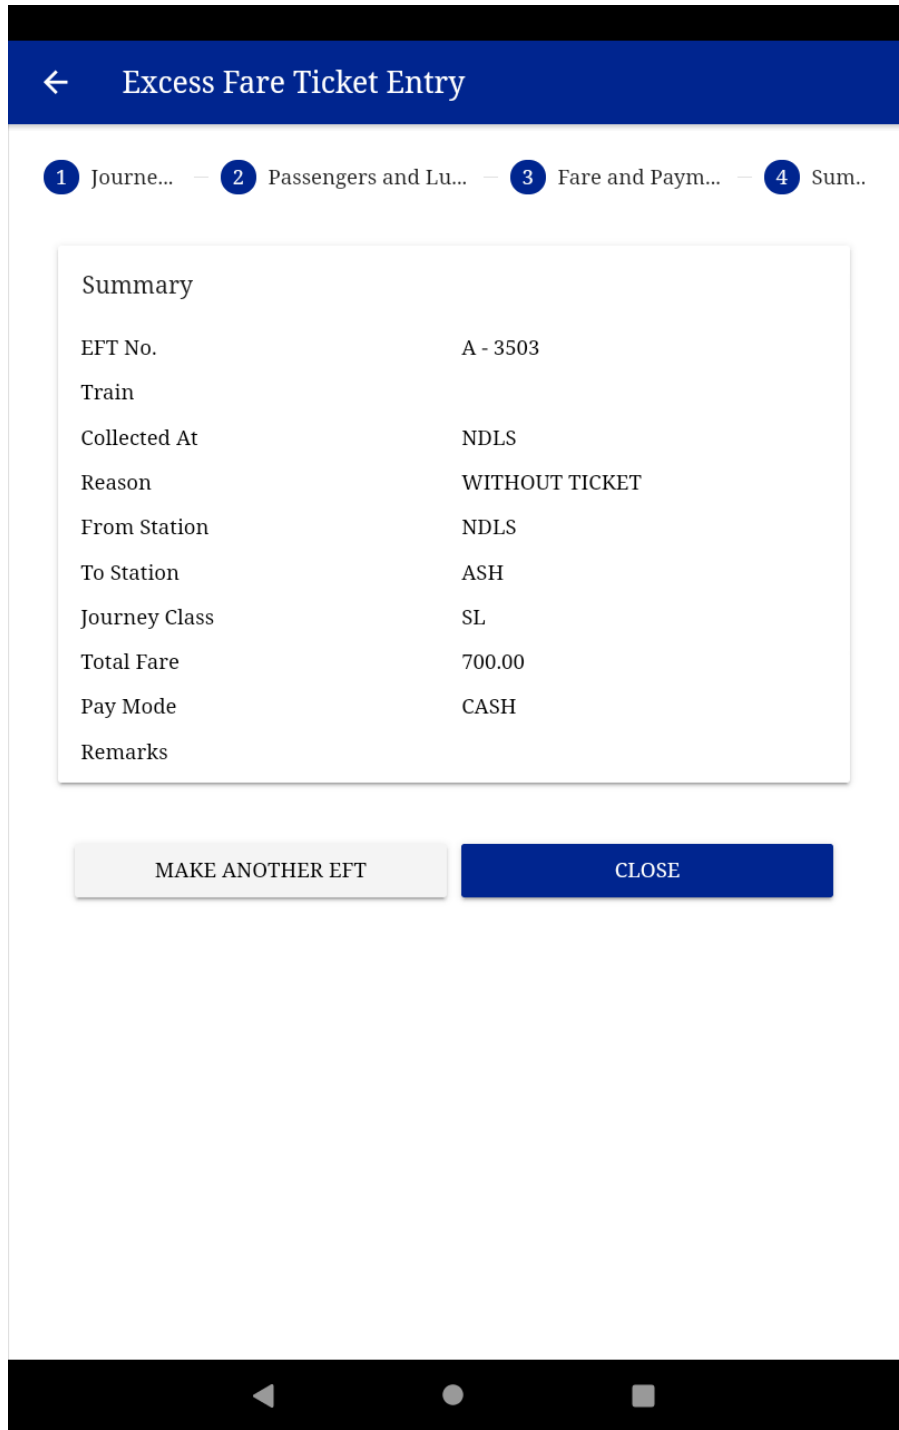 Excess Fare Ticket Entry
1 Journe... 2 Passengers and Lu... 3 Fare and Paym... 4 Sum..
Summary
EFT No. A - 3503
Train
Collected At NDLS
Reason WITHOUT TICKET
From Station NDLS
To Station ASH
Journey Class SL
Total Fare 700.00
Pay Mode CASH
Remarks
MAKE ANOTHER EFT CLOSE